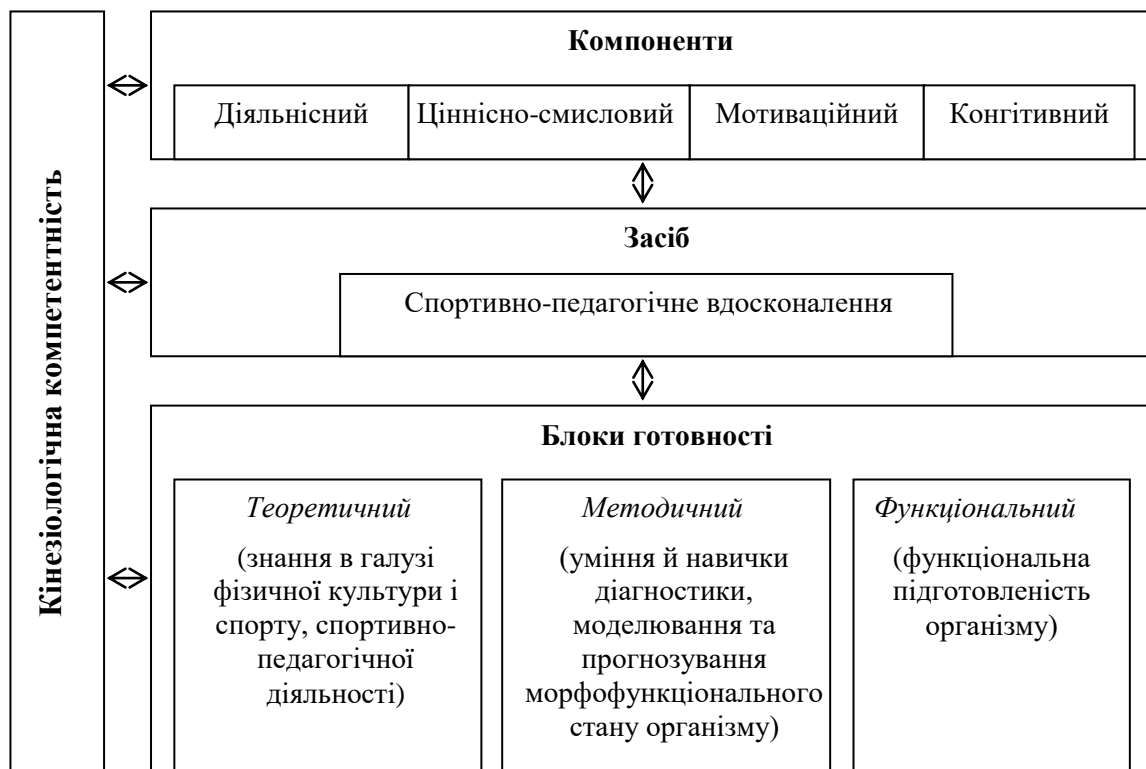 Кінезіологічна компетентність
Компоненти
Діяльнісний
Ціннісно-смисловий
Мотиваційний
Конгітивний
Засіб
Спортивно-педагогічне вдосконалення
Блоки готовності
Теоретичний
(знання в галузі
фізичної культури і
спорту, спортивно-
педагогічної
діяльності)
Методичний
(уміння й навички
діагностики,
моделювання та
прогнозування
морфофункціонального
стану організму)
Функціональний
(функціональна
підготовленість
організму)